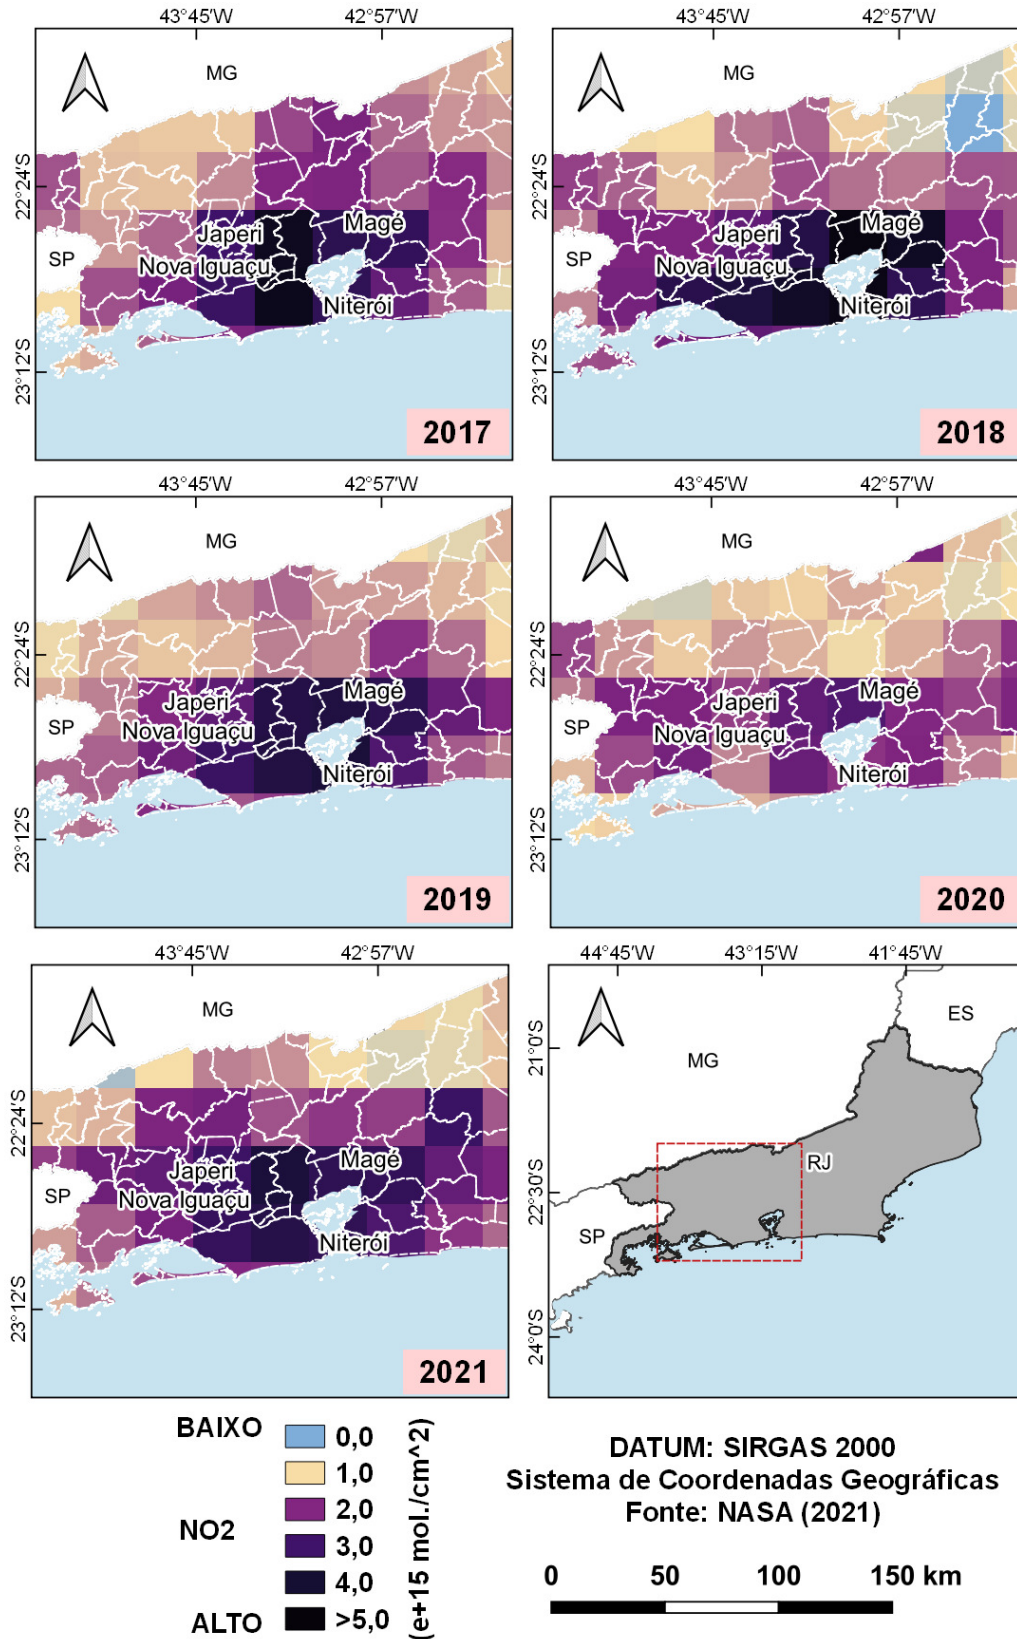 43°45'W 42°57'W
43°45'W 42°57'W
MG
MG
22°24'S
22°24'S
Japeri Magé
Japeri Magé
SP
SP
Nova Iguaçu
Nova Iguaçu
Niterói
Niterói
23°12'S
23°12'S
2017
2018
43°45'W 42°57'W
43°45'W 42°57'W
MG
MG
22°24'S
22°24'S
Japeri Magé
Japeri Magé
SP
SP
Nova Iguaçu
Nova Iguaçu
Niterói
Niterói
23°12'S
23°12'S
2019
2020
43°45'W 42°57'W
44°45'W 43°15'W 41°45'W
MG
ES
21°0'S
MG
22°24'S
Japeri Magé
RJ
SP
Nova Iguaçu
22°30'S
SP
Niterói
23°12'S
24°0'S
2021
BAIXO
0,0
1,0
2,0
NO2
3,0
4,0
ALTO
>5,0
(e+15 mol./cm^2)
DATUM: SIRGAS 2000
Sistema de Coordenadas Geográficas
Fonte: NASA (2021)
0 50 100 150 km